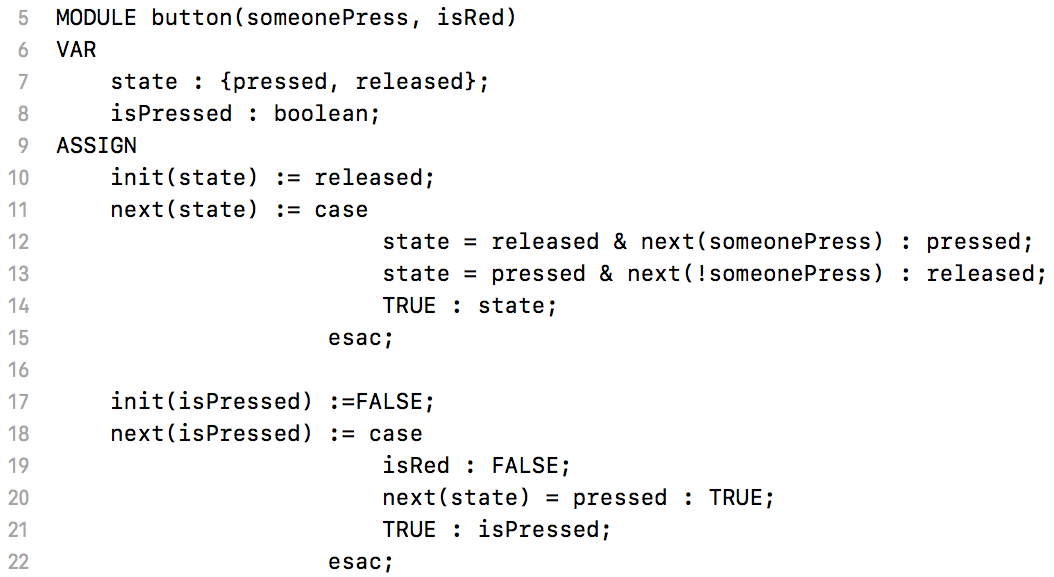 5 MODULE button(someonePress, isRed)
6 VAR
7 state : {pressed, released};
8 isPressed : boolean;
9 ASSIGN
10 init(state) := released;
11 next(state) := case
12 state = released & next(someonePress) : pressed;
13 state = pressed & next(!someonePress) : released;
14 TRUE : state;
15 esac;
16
17 init(isPressed) :=FALSE;
18 next(isPressed) := case
19 isRed : FALSE;
20 next(state) = pressed : TRUE;
21 TRUE : isPressed;
22 esac;